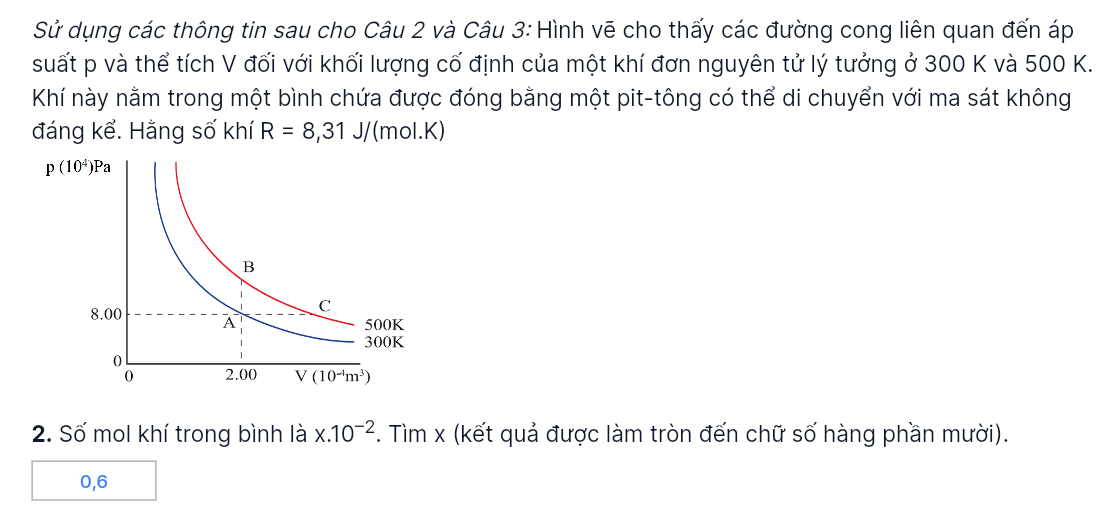 Sử dụng các thông tin sau cho Câu 2 và Câu 3: Hình vẽ cho thấy các đường cong liên quan đến áp
suất p và thể tích V đối với khối lượng cố định của một khí đơn nguyên tử lý tưởng ở 300 K và 500 K.
Khí này nằm trong một bình chứa được đóng bằng một pit-tông có thể di chuyển với ma sát không
đáng kể. Hằng số khí R = 8,31 J/(mol.K)
p (10⁴)Pa
B
C
8.00
A
500K
300K
0
0
2.00
V (10⁻⁴m³)
2. Số mol khí trong bình là x.10⁻². Tìm x (kết quả được làm tròn đến chữ số hàng phần mười).
0,6